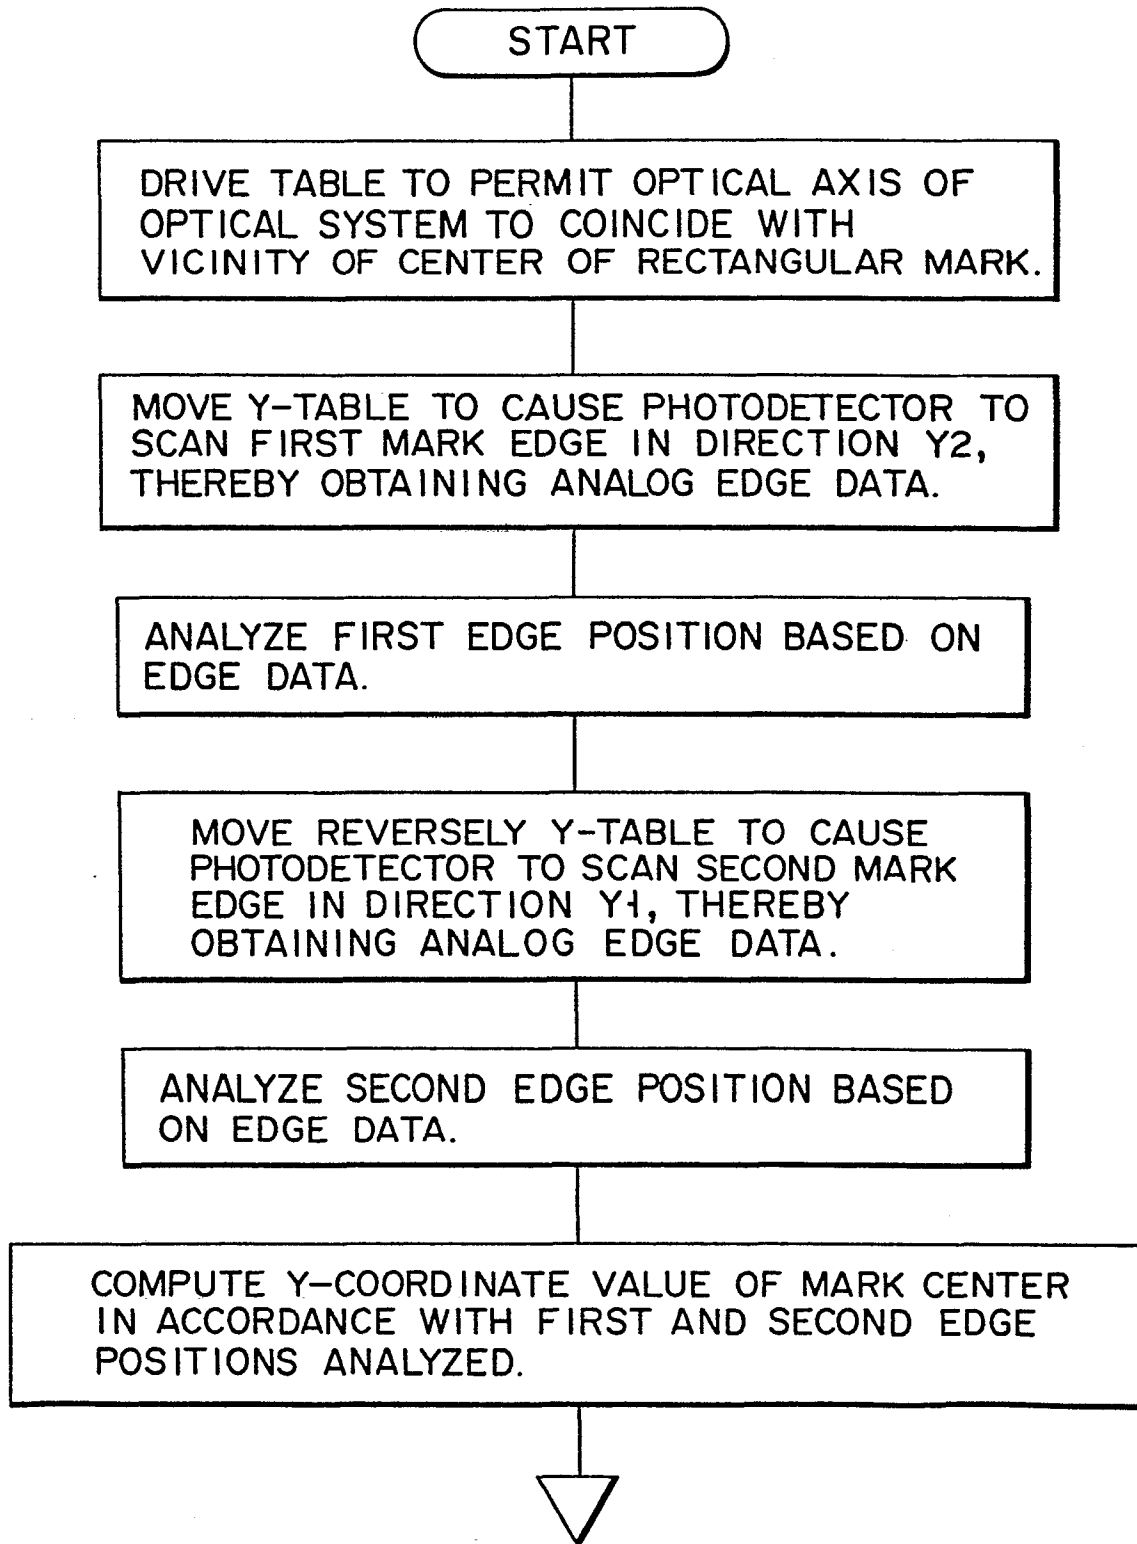 START
DRIVE TABLE TO PERMIT OPTICAL AXIS OF
OPTICAL SYSTEM TO COINCIDE WITH
VICINITY OF CENTER OF RECTANGULAR MARK.
MOVE Y-TABLE TO CAUSE PHOTODETECTOR TO
SCAN FIRST MARK EDGE IN DIRECTION Y2,
THEREBY OBTAINING ANALOG EDGE DATA.
ANALYZE FIRST EDGE POSITION BASED ON
EDGE DATA.
MOVE REVERSELY Y-TABLE TO CAUSE
PHOTODETECTOR TO SCAN SECOND MARK
EDGE IN DIRECTION Y1, THEREBY
OBTAINING ANALOG EDGE DATA.
ANALYZE SECOND EDGE POSITION BASED
ON EDGE DATA.
COMPUTE Y-COORDINATE VALUE OF MARK CENTER
IN ACCORDANCE WITH FIRST AND SECOND EDGE
POSITIONS ANALYZED.